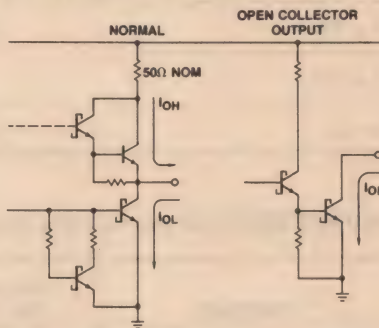 NORMAL
OPEN COLLECTOR
OUTPUT
50Ω NOM
IOH
IOL
IOL